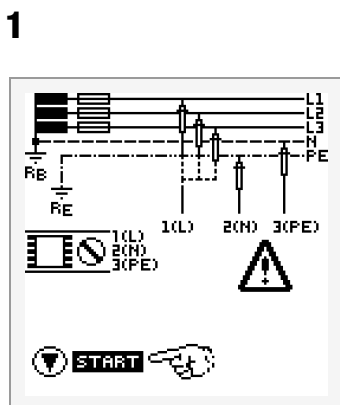 1
L1
L2
L3
N
PE
RB
RE
1(L) 2(N) 3(PE)
1(L)
2(N)
3(PE)
START